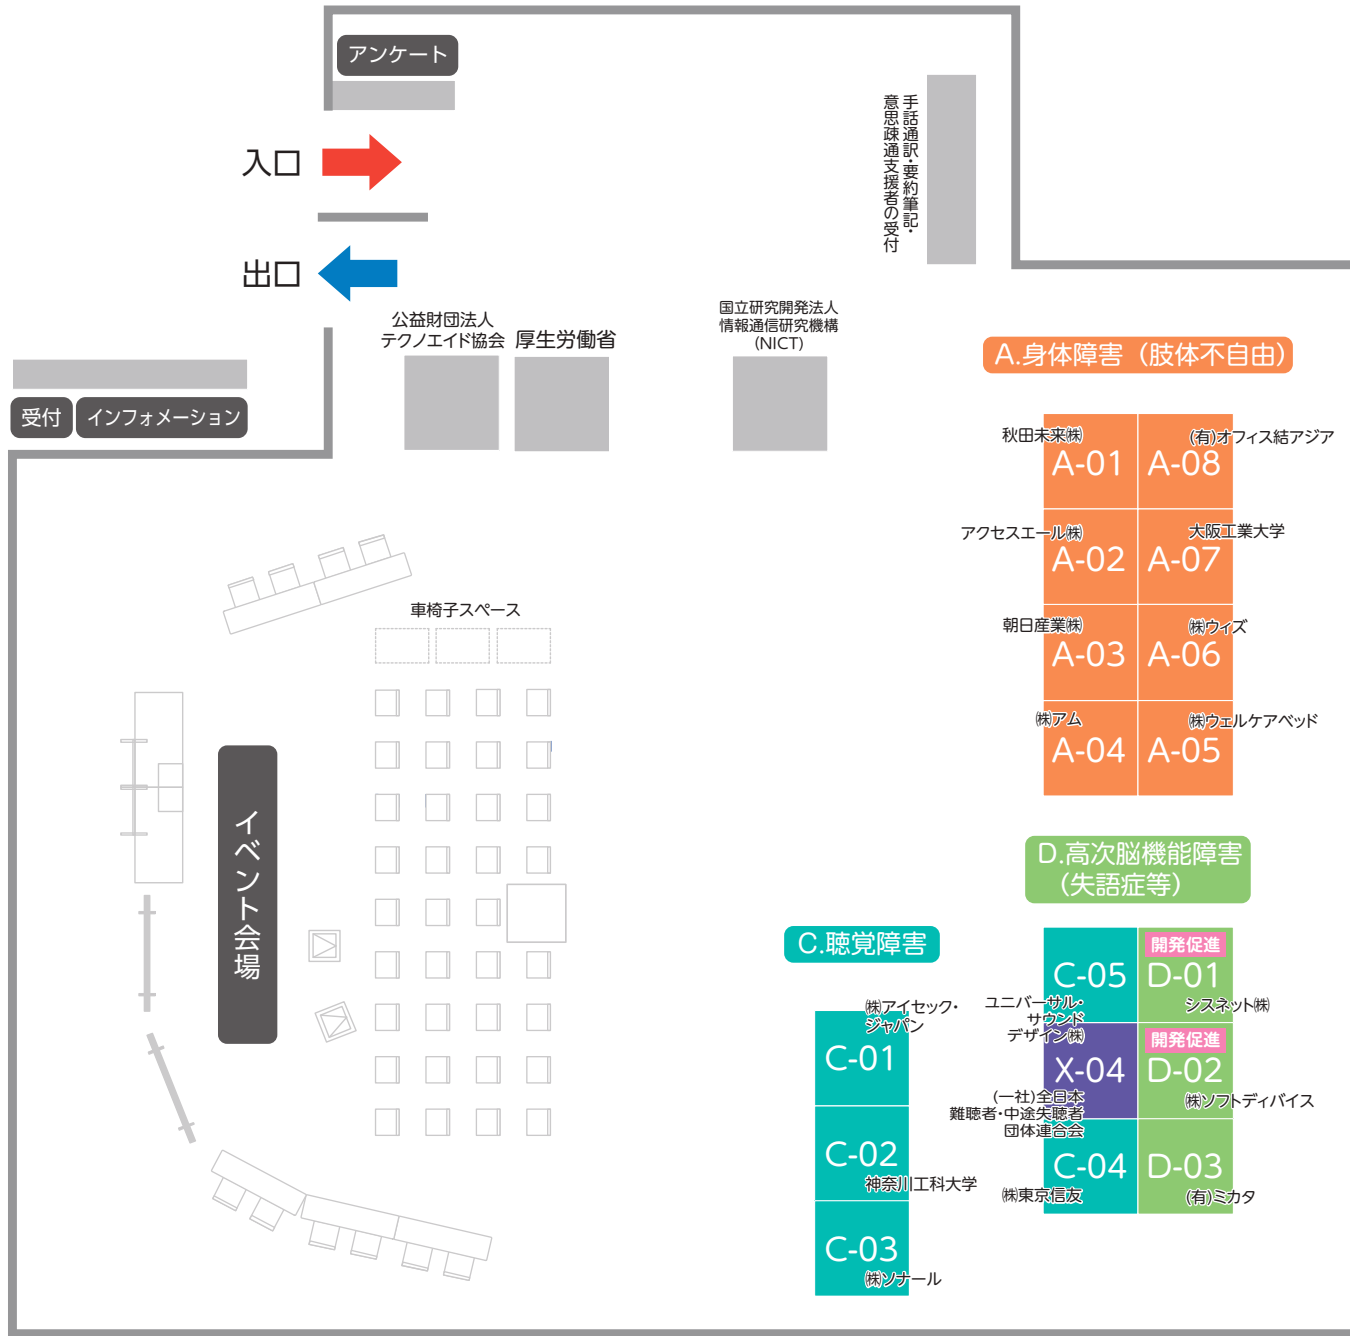 アンケート
入口
出口
手話通訳・要約筆記・
意思疎通支援者の受付
公益財団法人
テクノエイド協会
厚生労働省
国立研究開発法人
情報通信研究機構
(NICT)
受付
インフォメーション
A.身体障害（肢体不自由）
秋田未来㈱
A-01
(有)オフィス結アジア
A-08
アクセスエール㈱
A-02
大阪工業大学
A-07
朝日産業㈱
A-03
㈱ウィズ
A-06
㈱アム
A-04
㈱ウェルケアベッド
A-05
車椅子スペース
イベント会場
D.高次脳機能障害
（失語症等）
C.聴覚障害
C-05
ユニバーサル・
サウンド
デザイン㈱
開発促進
D-01
シスネット㈱
X-04
(一社)全日本
難聴者・中途失聴者
団体連合会
開発促進
D-02
㈱ソフトディバイス
C-04
㈱東京信友
D-03
(有)ミカタ
㈱アイセック・
ジャパン
C-01
C-02
神奈川工科大学
C-03
㈱ソナール